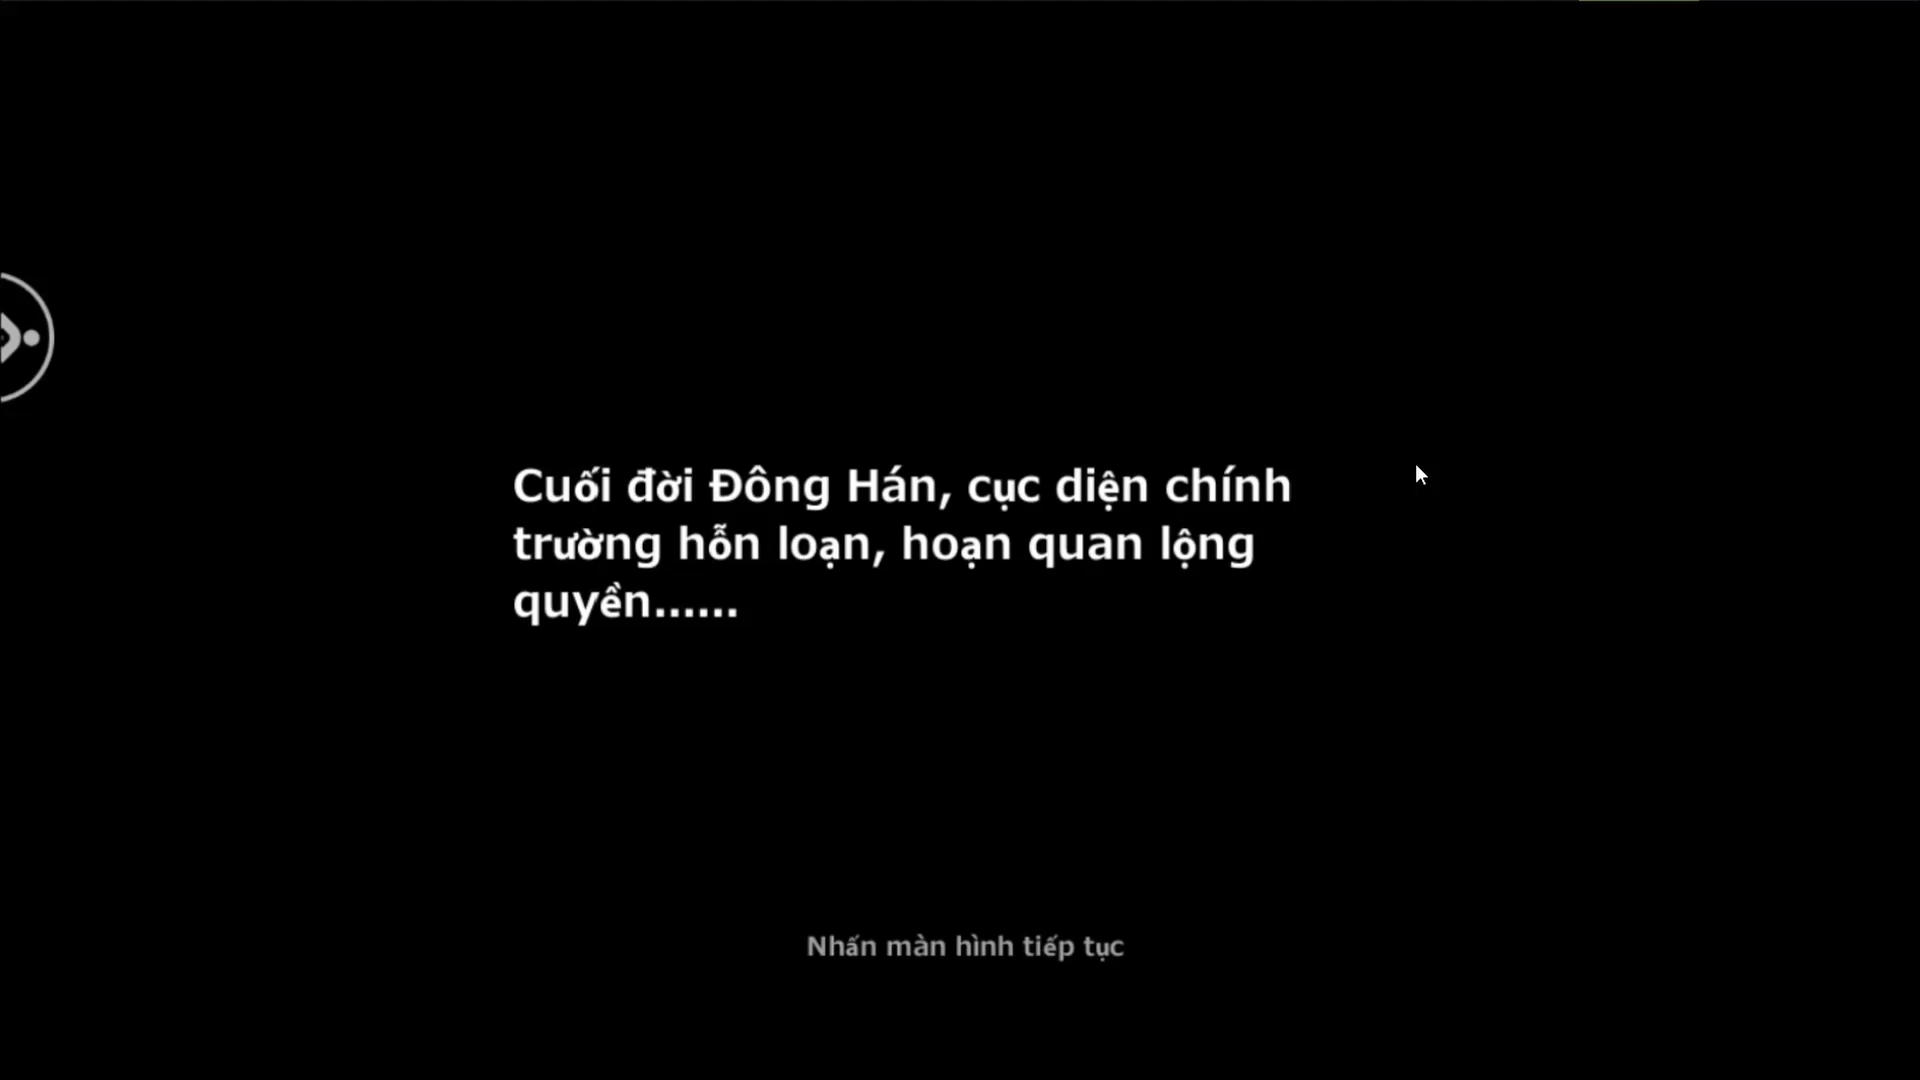 Cuối đời Đông Hán, cục diện chính
trường hỗn loạn, hoạn quan lộng
quyền......
Nhấn màn hình tiếp tục